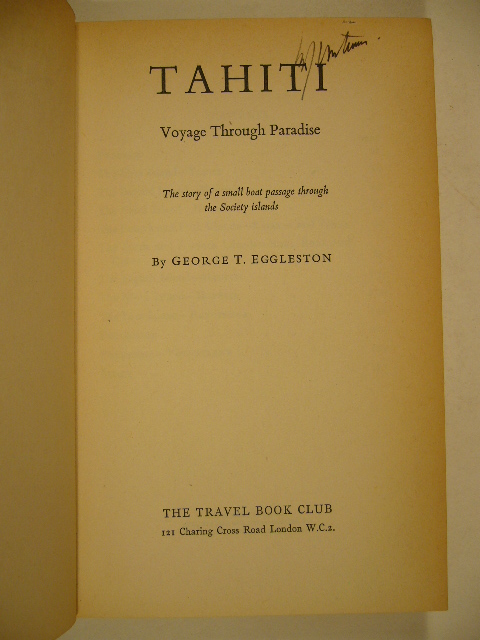 TAHITI
Voyage Through Paradise
The story of a small boat passage through
the Society islands
By GEORGE T. EGGLESTON
THE TRAVEL BOOK CLUB
121 Charing Cross Road London W.C.2.